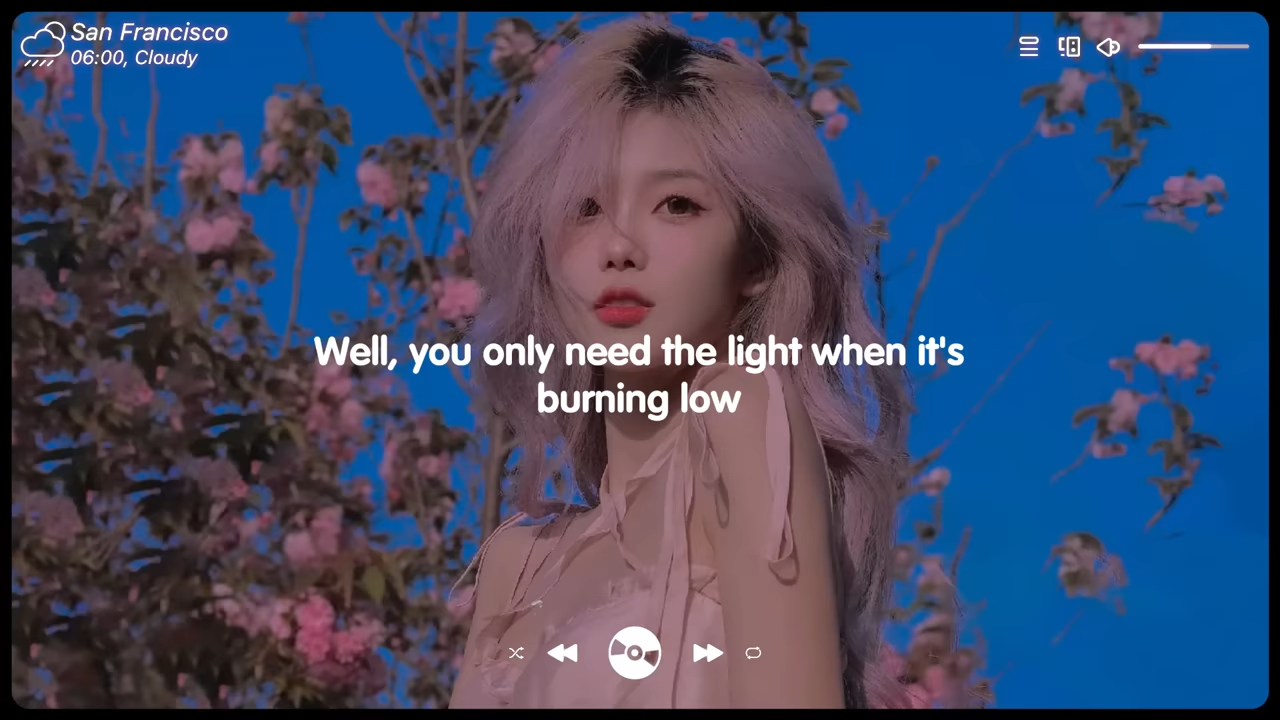 San Francisco
06:00, Cloudy
Well, you only need the light when it's
burning low